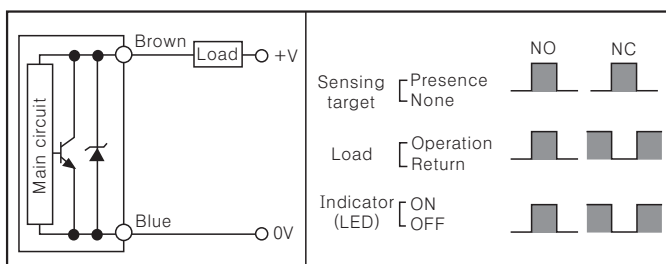 Brown
Load
+V
Main circuit
Blue
0V
NO NC
Sensing target
Presence
None
Load
Operation
Return
Indicator (LED)
ON
OFF